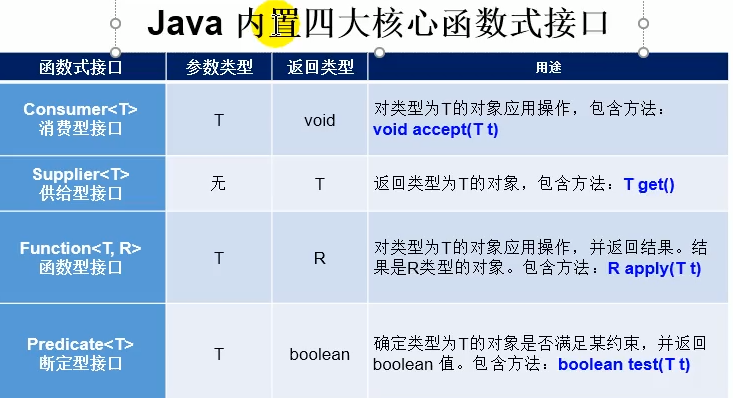 Java 内置四大核心函数式接口
函数式接口 参数类型 返回类型 用途
Consumer<T>
消费型接口
T
void
对类型为T的对象应用操作，包含方法：
void accept(T t)
Supplier<T>
供给型接口
无
T
返回类型为T的对象，包含方法：T get()
Function<T, R>
函数型接口
T
R
对类型为T的对象应用操作，并返回结果。结
果是R类型的对象。包含方法：R apply(T t)
Predicate<T>
断定型接口
T
boolean
确定类型为T的对象是否满足某约束，并返回
boolean 值。包含方法：boolean test(T t)